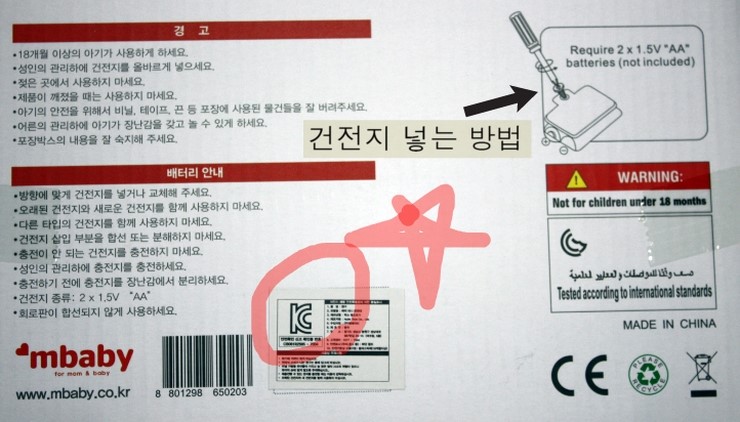 경 고
•18개월 이상의 아기가 사용하게 하세요.
•성인의 관리하에 건전지를 올바르게 넣으세요.
•젖은 곳에서 사용하지 마세요.
•제품이 깨졌을 때는 사용하지 마세요.
•아기의 안전을 위해서 비닐, 테이프, 끈 등 포장에 사용된 물건들을 잘 버려주세요.
•어른의 관리하에 아기가 장난감을 갖고 놀 수 있게 하세요.
•포장박스의 내용을 잘 숙지해 주세요.
Require 2 x 1.5V "AA"
batteries (not included)
건전지 넣는 방법
배터리 안내
•방향에 맞게 건전지를 넣거나 교체해 주세요.
•오래된 건전지와 새로운 건전지를 함께 사용하지 마세요.
•다른 타입의 건전지를 함께 사용하지 마세요.
•건전지 삽입 부분을 합선 또는 분해하지 마세요.
•충전이 안 되는 건전지를 충전하지 마세요.
•성인의 관리하에 충전지를 충전하세요.
•충전하기 전에 충전지를 장난감에서 분리하세요.
•건전지 종류: 2 x 1.5V "AA"
•회로판이 합선되지 않게 사용하세요.
WARNING:
Not for children under 18 months
Tested according to international standards
MADE IN CHINA
mbaby
for mom & baby
www.mbaby.co.kr
8 801298 650203
KC
CE
PLEASE RECYCLE